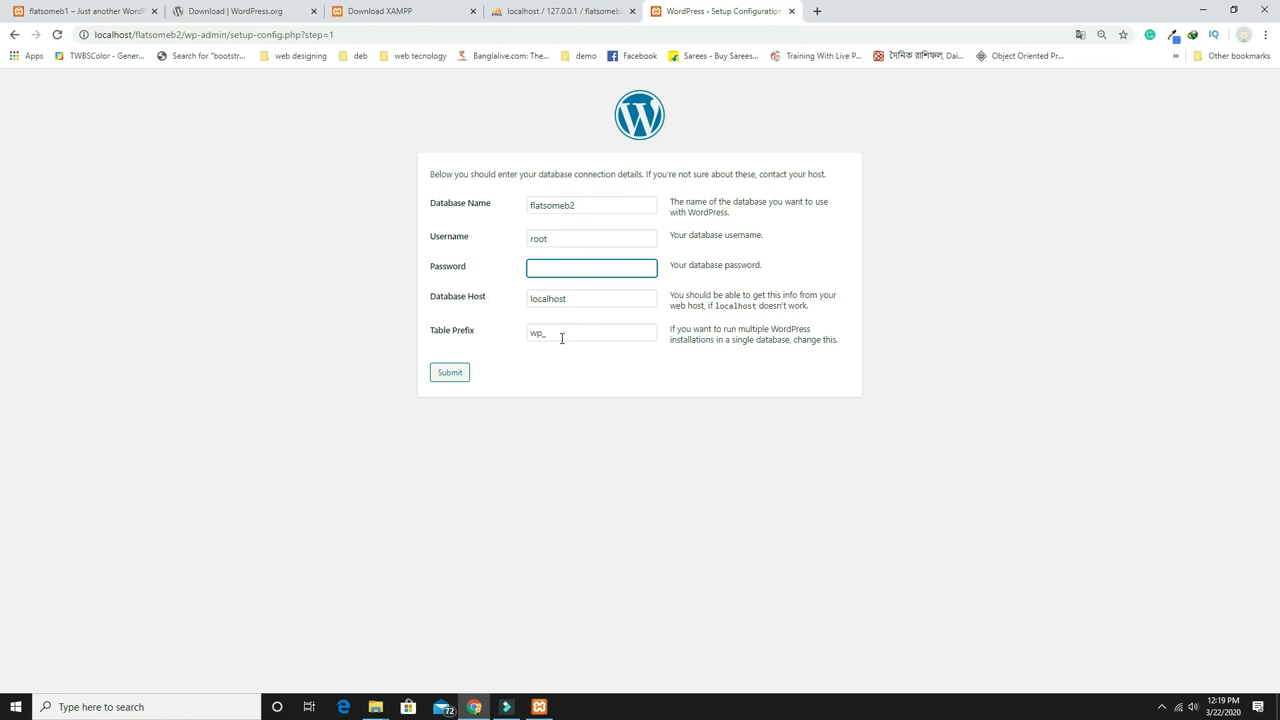 flatsomeb1 – Just another WordP
Download | WordPress.org
Download XAMPP
localhost / 127.0.0.1 / flatsomeb
WordPress › Setup Configuration
localhost/flatsomeb2/wp-admin/setup-config.php?step=1
Apps
TWBSColor - Generat...
Search for "bootstr...
web designing
deb
web tecnology
Banglalive.com: The...
demo
Facebook
Sarees - Buy Sarees...
Training With Live P...
দৈনিক রাশিফল, Dai...
Object Oriented Pr...
»
Other bookmarks
Below you should enter your database connection details. If you're not sure about these, contact your host.
Database Name
flatsomeb2
The name of the database you want to use
with WordPress.
Username
root
Your database username.
Password
Your database password.
Database Host
localhost
You should be able to get this info from your
web host, if localhost doesn't work.
Table Prefix
wp_
If you want to run multiple WordPress
installations in a single database, change this.
Submit
Type here to search
72
12:19 PM
3/22/2020